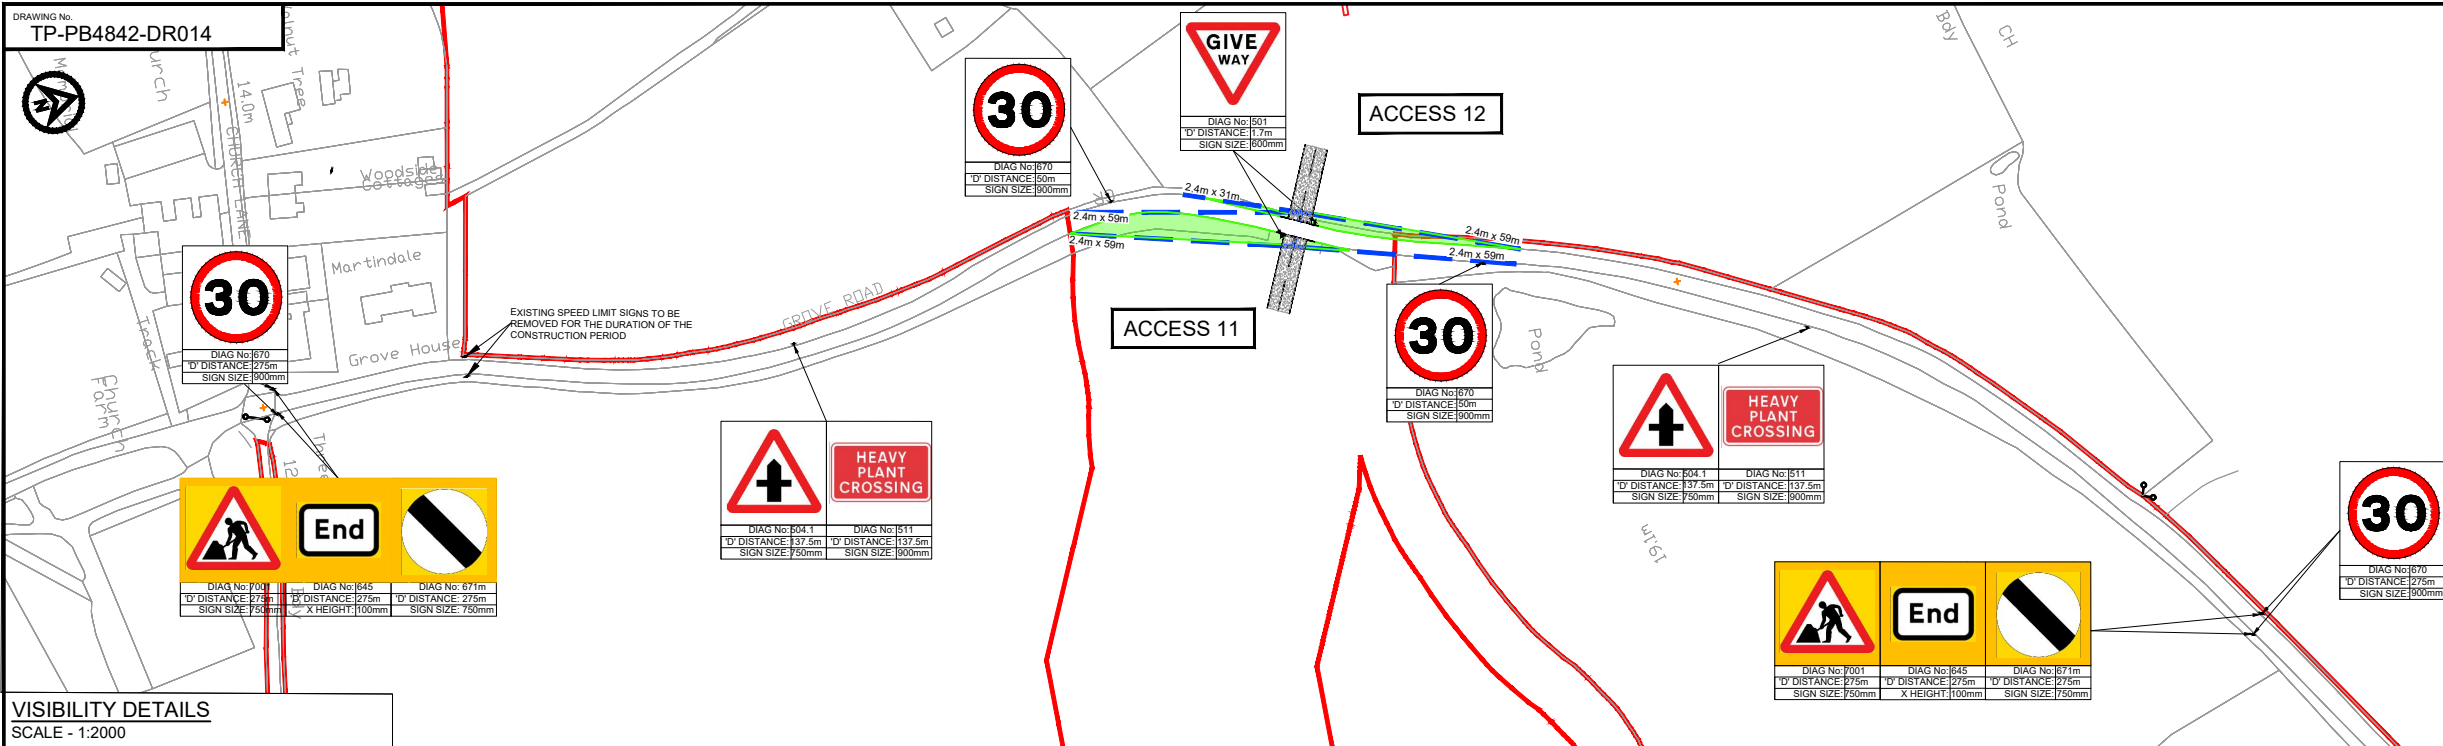 DRAWING No.
TP-PB4842-DR014
N
14.0m
Walnut Tree
CHURCH LANE
Woodside
Cottages
Martindale
Grove House
Track
Church
Farm
GROVE ROAD
EXISTING SPEED LIMIT SIGNS TO BE
REMOVED FOR THE DURATION OF THE
CONSTRUCTION PERIOD
30
DIAG No: 670
'D' DISTANCE: 275m
SIGN SIZE: 900mm
End
DIAG No: 7001 DIAG No: 645 DIAG No: 671m
'D' DISTANCE: 275m 'D' DISTANCE: 275m 'D' DISTANCE: 275m
SIGN SIZE: 750mm X HEIGHT: 100mm SIGN SIZE: 750mm
HEAVY
PLANT
CROSSING
DIAG No: 504.1 DIAG No: 511
'D' DISTANCE: 137.5m 'D' DISTANCE: 137.5m
SIGN SIZE: 750mm SIGN SIZE: 900mm
30
DIAG No: 670
'D' DISTANCE: 50m
SIGN SIZE: 900mm
GIVE
WAY
DIAG No: 501
'D' DISTANCE: 1.7m
SIGN SIZE: 600mm
ACCESS 12
2.4m x 31m
2.4m x 59m
2.4m x 59m
2.4m x 59m
2.4m x 59m
ACCESS 11
30
DIAG No: 670
'D' DISTANCE: 50m
SIGN SIZE: 900mm
Pond
Pond
Bdy
CH
HEAVY
PLANT
CROSSING
DIAG No: 504.1 DIAG No: 511
'D' DISTANCE: 137.5m 'D' DISTANCE: 137.5m
SIGN SIZE: 750mm SIGN SIZE: 900mm
19.1m
End
DIAG No: 7001 DIAG No: 645 DIAG No: 671m
'D' DISTANCE: 275m 'D' DISTANCE: 275m 'D' DISTANCE: 275m
SIGN SIZE: 750mm X HEIGHT: 100mm SIGN SIZE: 750mm
30
DIAG No: 670
'D' DISTANCE: 275m
SIGN SIZE: 900mm
VISIBILITY DETAILS
SCALE - 1:2000